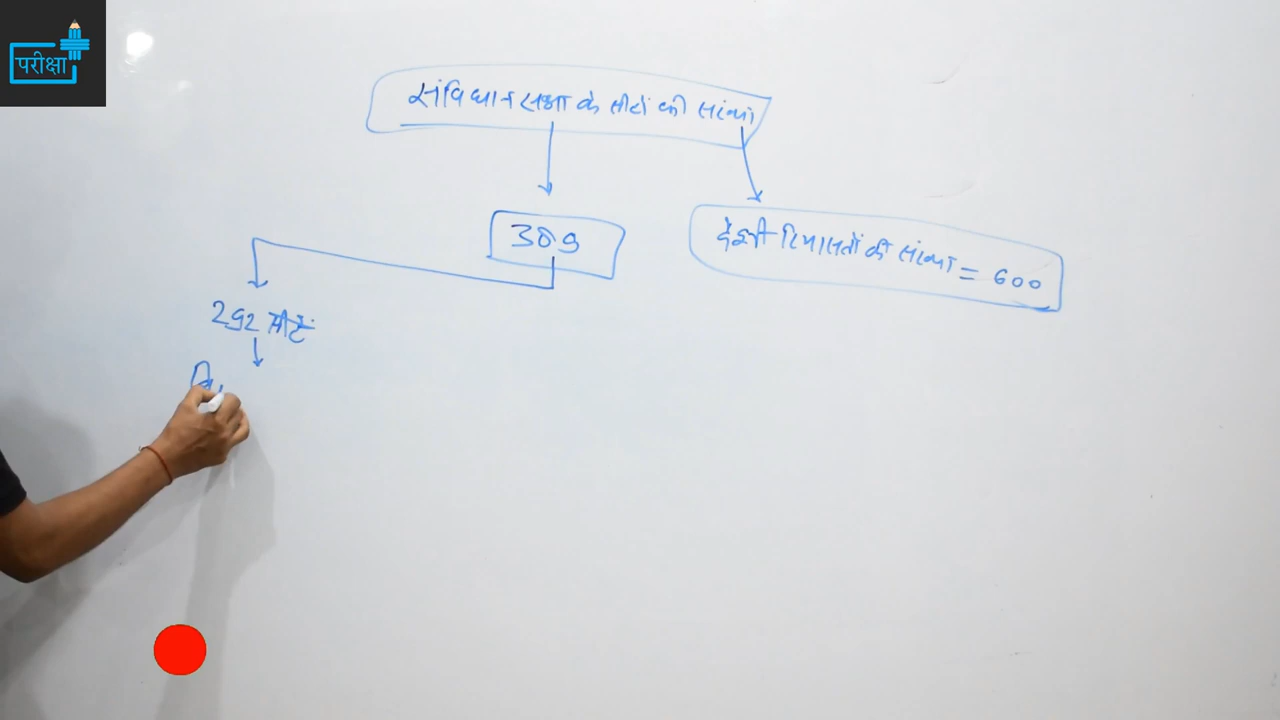 परीक्षा
संविधान सभा के सीटों की संख्या
389
देशी रियासतों की संख्या = 600
292 सीटें